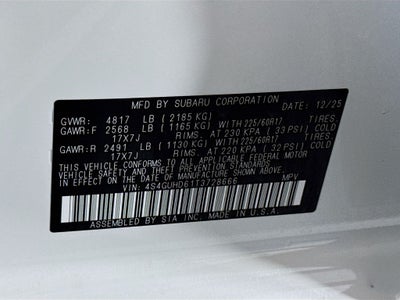 MFD BY SUBARU CORPORATION DATE: 12/25
GVWR: 4817 LB (2185 KG)
GAWR:F 2568 LB (1165 KG) WITH 225/60R17 TIRES.
17X7J RIMS. AT 230 KPA (33 PSI) COLD.
GAWR:R 2491 LB (1130 KG) WITH 225/60R17 TIRES.
17X7J RIMS. AT 220 KPA (32 PSI) COLD.
THIS VEHICLE CONFORMS TO ALL APPLICABLE FEDERAL MOTOR
VEHICLE SAFETY AND THEFT PREVENTION STANDARDS IN EFFECT ON THE
DATE OF MANUFACTURE SHOWN ABOVE.
VIN: 4S4GUHD61T3728666 MPV
ASSEMBLED BY SIA INC. MADE IN U.S.A.